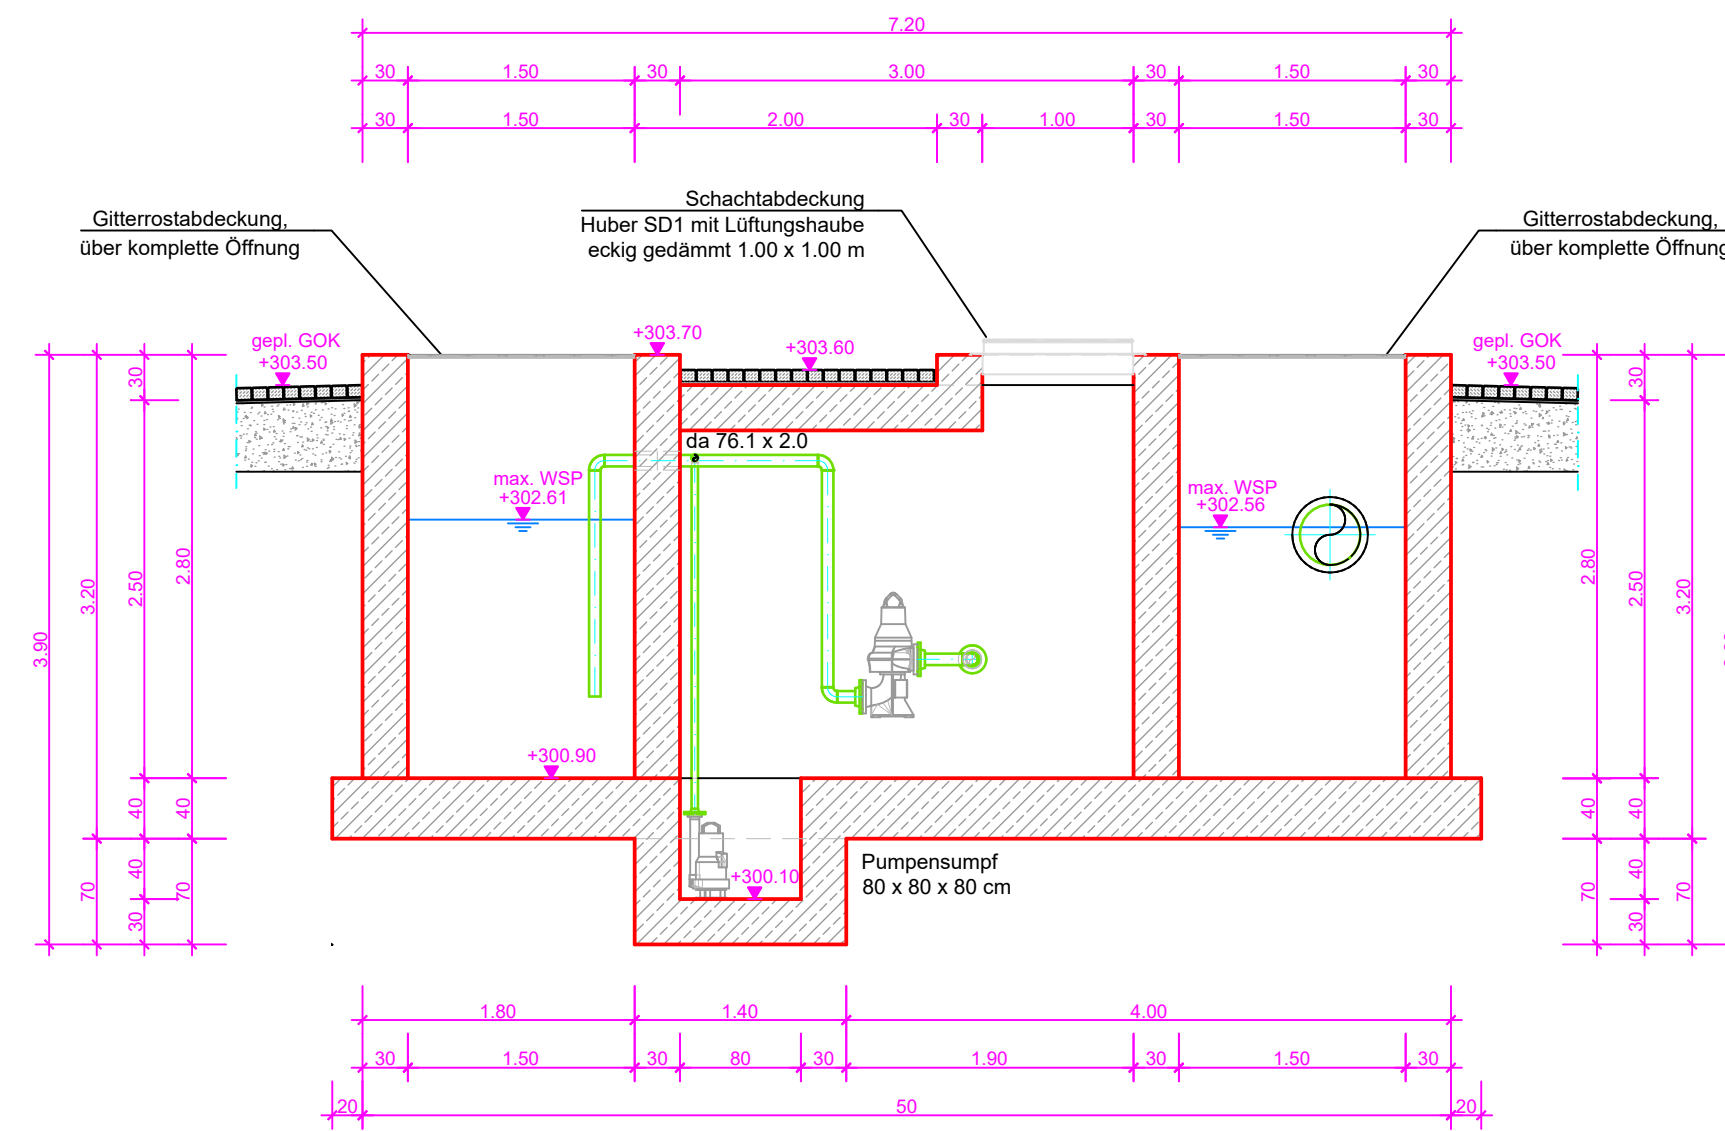 7.20
30 1.50 30 3.00 30 1.50 30
30 1.50 2.00 30 1.00 30 1.50 30
Gitterrostabdeckung,
über komplette Öffnung
Schachtabdeckung
Huber SD1 mit Lüftungshaube
eckig gedämmt 1.00 x 1.00 m
Gitterrostabdeckung,
über komplette Öffnung
gepl. GOK
+303.50
+303.70
+303.60
gepl. GOK
+303.50
da 76.1 x 2.0
max. WSP
+302.61
max. WSP
+302.56
3.90
3.20
70
30
2.50
40
40
30
2.80
40
70
+300.90
+300.10
Pumpensumpf
80 x 80 x 80 cm
2.80
40
70
30
2.50
40
40
30
3.20
70
1.80 1.40 4.00
30 1.50 30 80 30 1.90 30 1.50 30
20 50 20